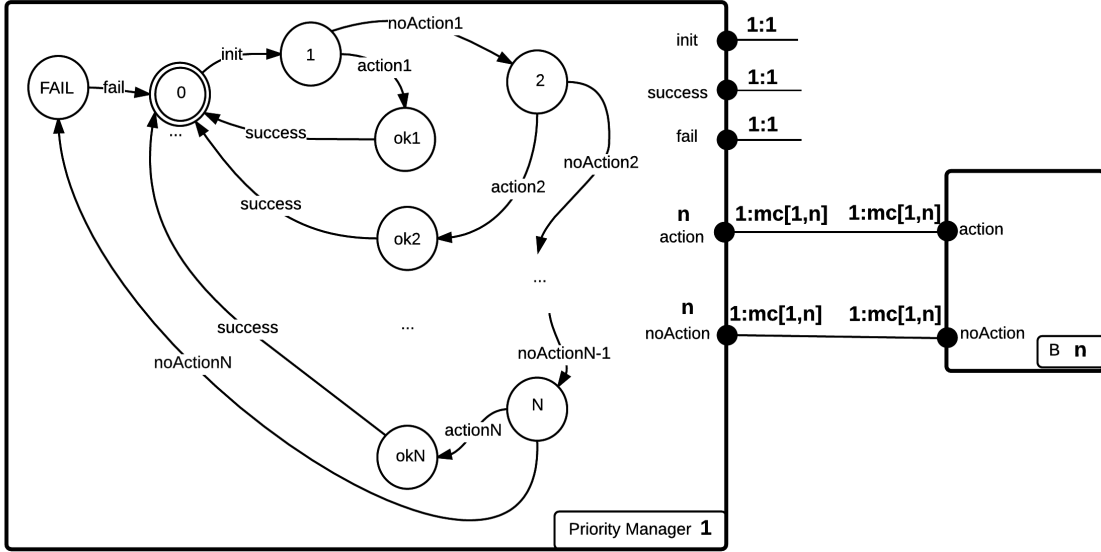 noAction1
init
1
action1
FAIL
fail
0
...
2
success
ok1
noAction2
action2
success
ok2
...
...
success
noActionN-1
noActionN
N
actionN
okN
Priority Manager 1
init
1:1
success
1:1
fail
1:1
n
action
1:mc[1,n]
1:mc[1,n]
action
n
noAction
1:mc[1,n]
1:mc[1,n]
noAction
B n